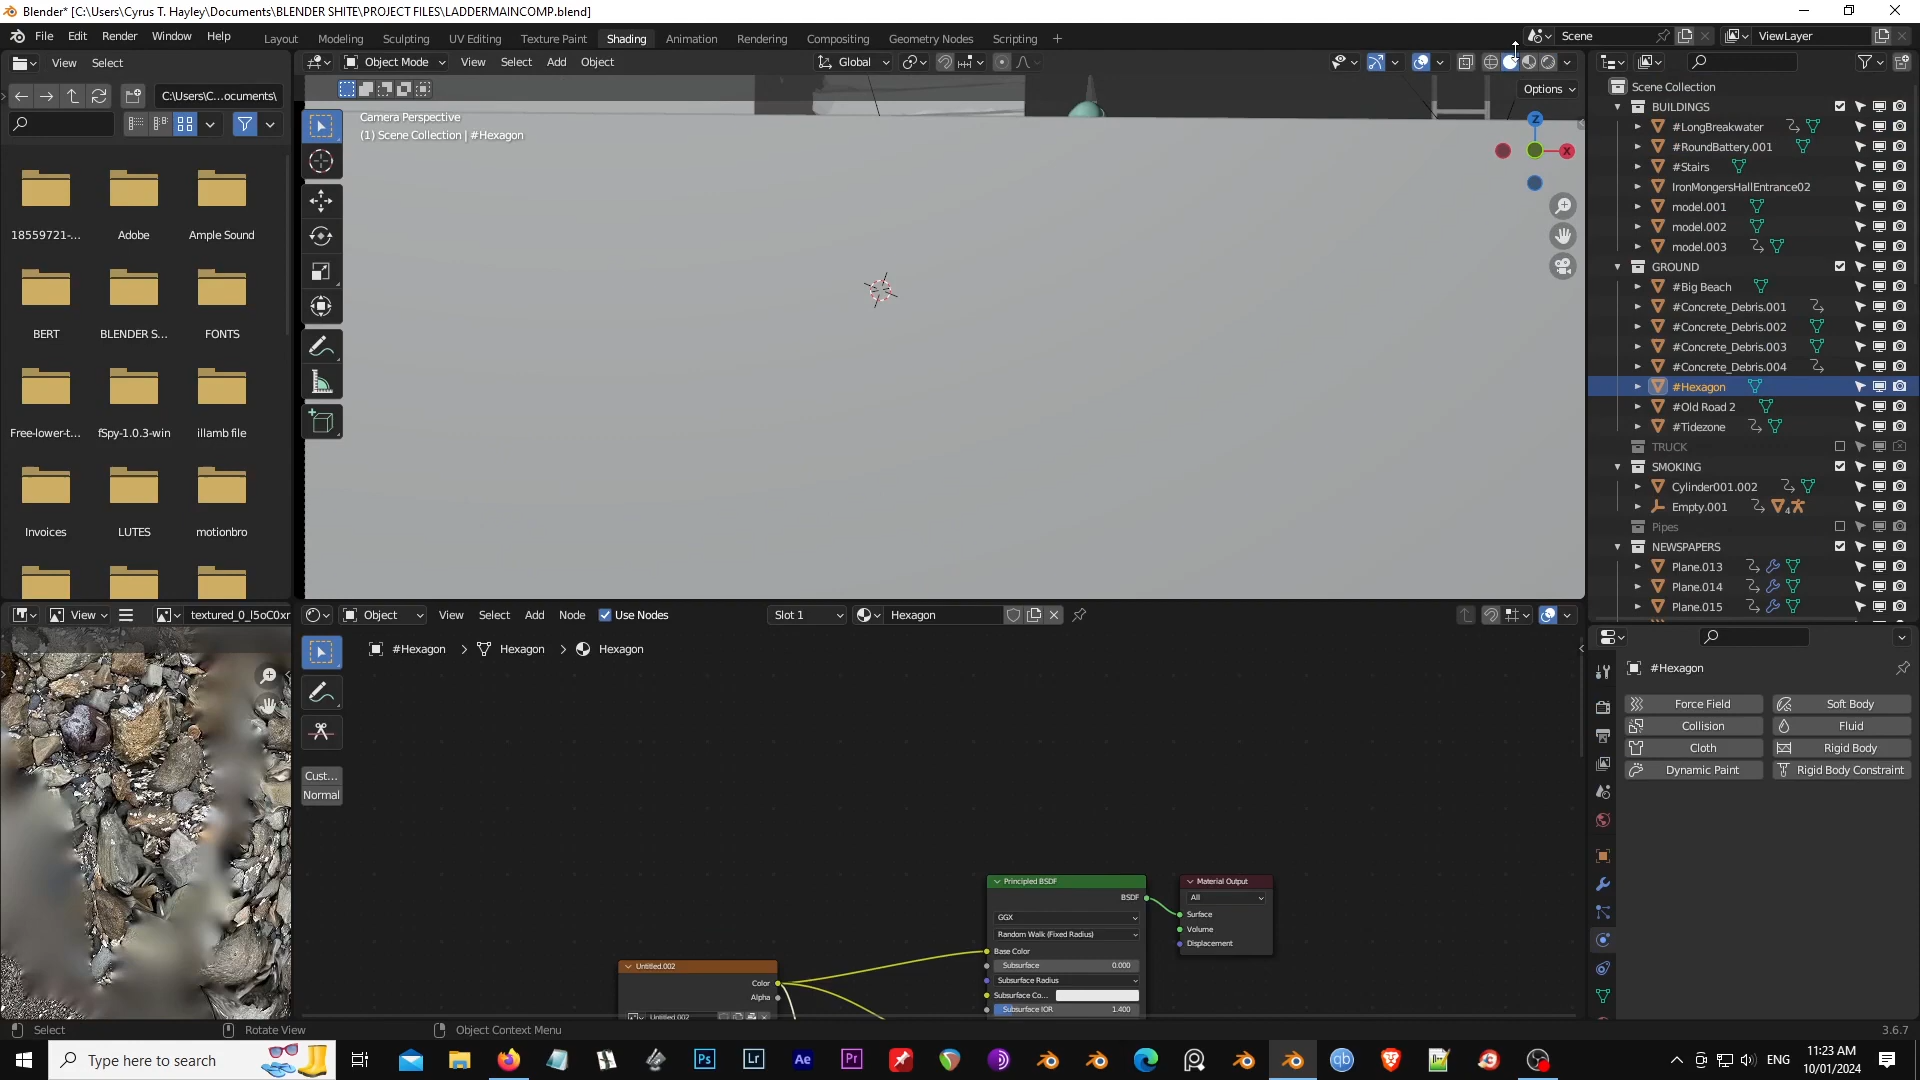 Blender* [C:\Users\Cyrus T. Hayley\Documents\BLENDER SHITE\PROJECT FILES\LADDERMAINCOMP.blend]
File Edit Render Window Help Layout Modeling Sculpting UV Editing Texture Paint Shading Animation Rendering Compositing Geometry Nodes Scripting + Scene ViewLayer
View Select Object Mode View Select Add Object Global
C:\Users\C...ocuments\ Options
Camera Perspective
(1) Scene Collection | #Hexagon
Z
X
18559721-... Adobe Ample Sound
BERT BLENDER S... FONTS
Free-lower-t... fSpy-1.0.3-win illamb file
Invoices LUTES motionbro
Scene Collection
BUILDINGS
#LongBreakwater
#RoundBattery.001
#Stairs
IronMongersHallEntrance02
model.001
model.002
model.003
GROUND
#Big Beach
#Concrete_Debris.001
#Concrete_Debris.002
#Concrete_Debris.003
#Concrete_Debris.004
#Hexagon
#Old Road 2
#Tidezone
TRUCK
SMOKING
Cylinder001.002
Empty.001 4
Pipes
NEWSPAPERS
Plane.013
Plane.014
Plane.015
View textured_0_l5oC0xr Object View Select Add Node Use Nodes Slot 1 Hexagon
#Hexagon > Hexagon > Hexagon
Cust...
Normal
Principled BSDF
BSDF
GGX
Random Walk (Fixed Radius)
Base Color
Subsurface 0.000
Subsurface Radius
Subsurface Co...
Subsurface IOR 1.400
Material Output
All
Surface
Volume
Displacement
Untitled.002
Color
Alpha
Untitled.002
#Hexagon
Force Field Soft Body
Collision Fluid
Cloth Rigid Body
Dynamic Paint Rigid Body Constraint
Select Rotate View Object Context Menu 3.6.7
Type here to search Ps Lr Ae Pr qb ENG 11:23 AM
10/01/2024